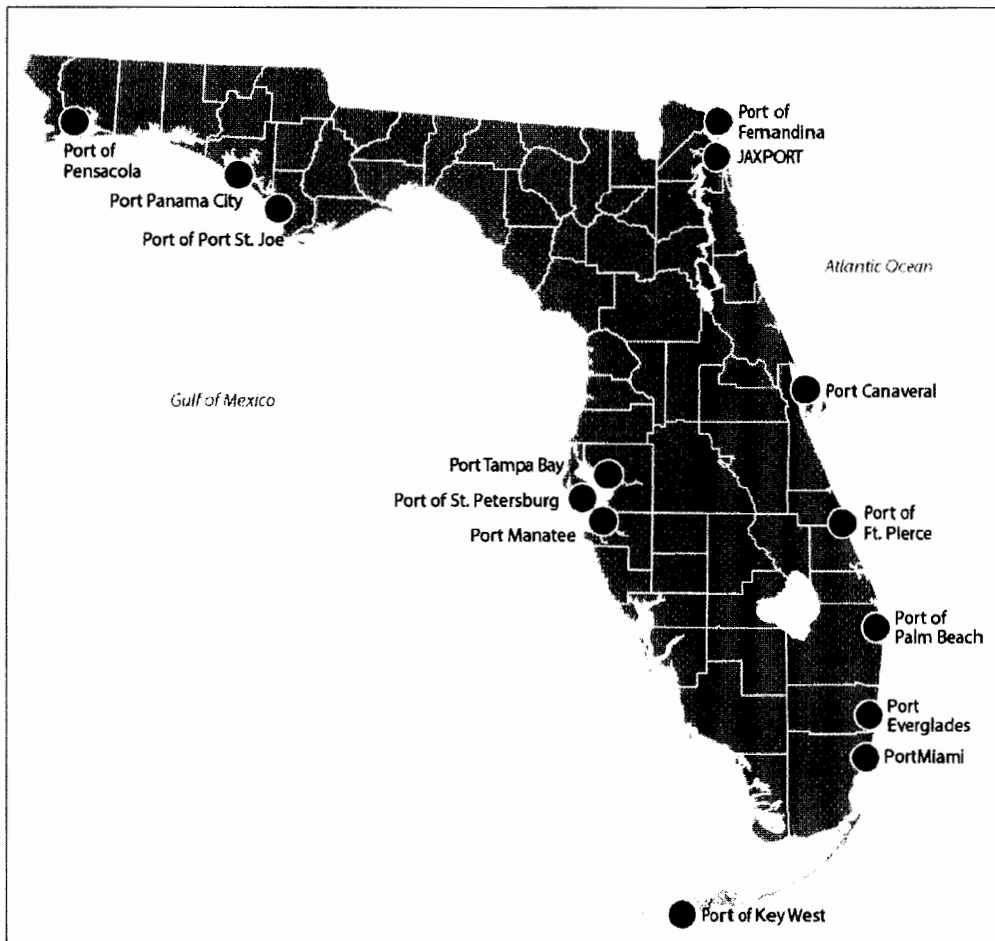 Port of
Fernandina
JAXPORT
Port of
Pensacola
Port Panama City
Port of Port St. Joe
Atlantic Ocean
Gulf of Mexico
Port Canaveral
Port Tampa Bay
Port of St. Petersburg
Port Manatee
Port of
Ft. Pierce
Port of
Palm Beach
Port
Everglades
PortMiami
Port of Key West